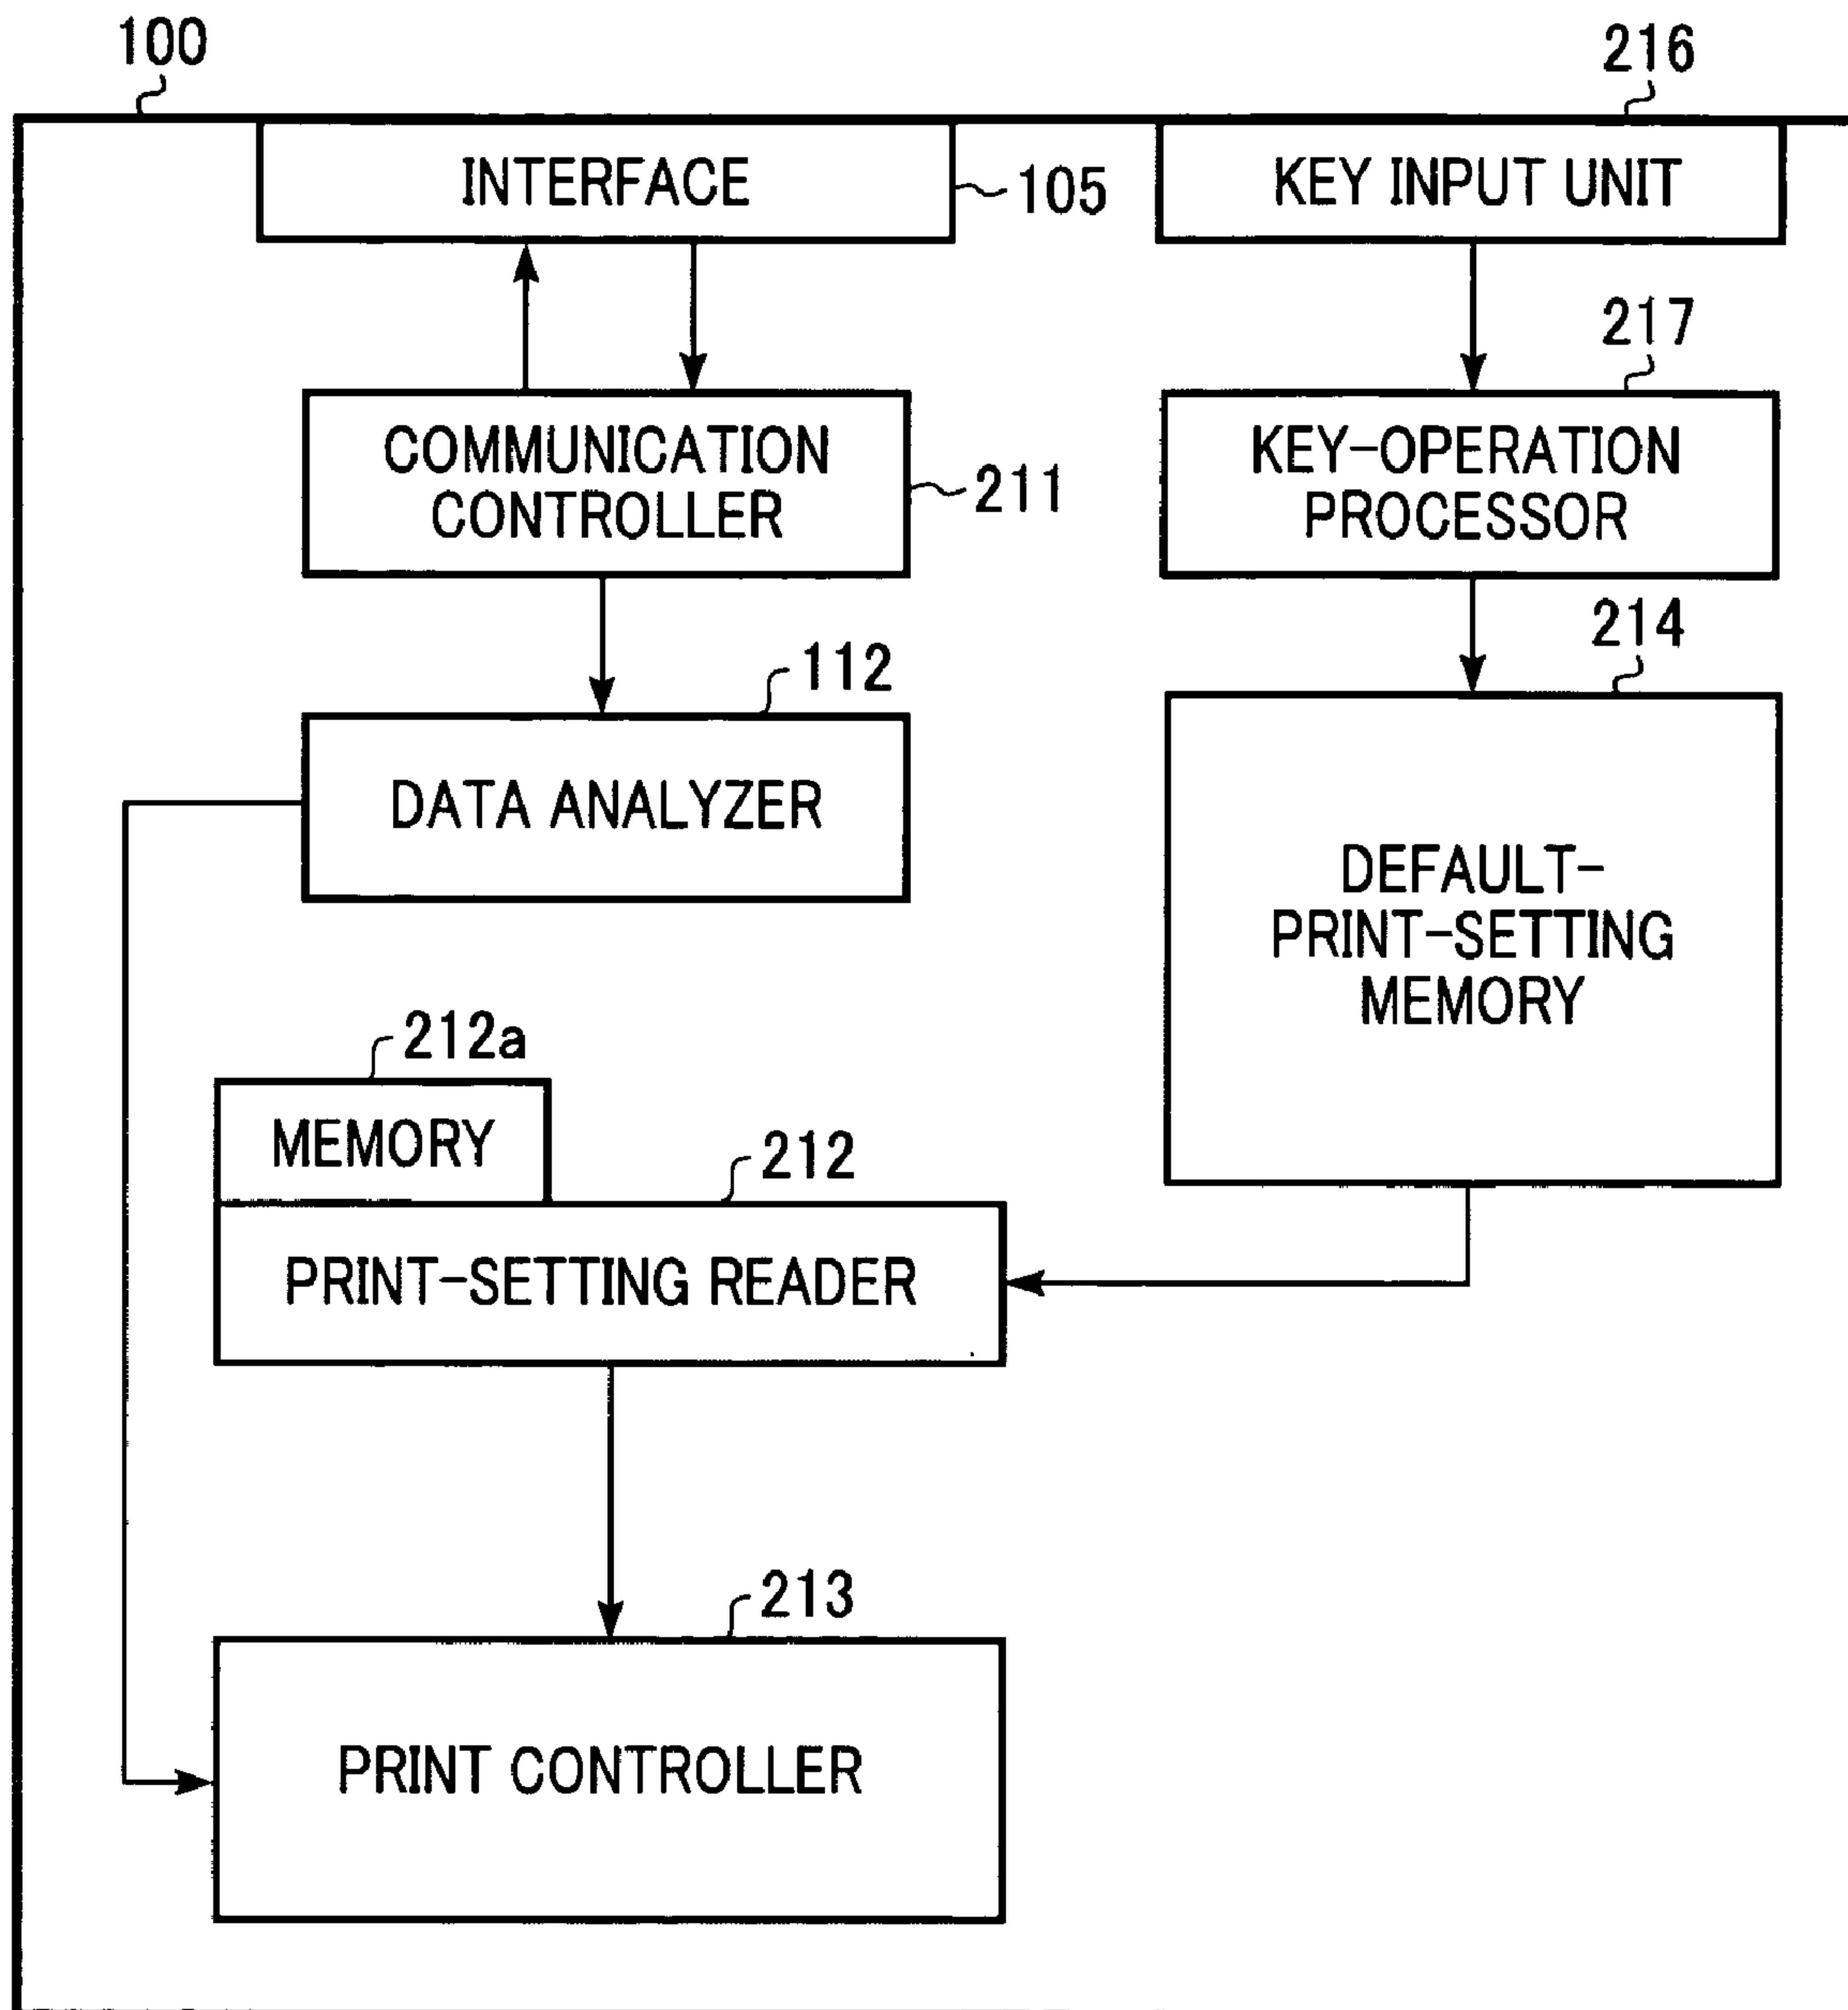 100
216
INTERFACE
105
KEY INPUT UNIT
217
COMMUNICATION
CONTROLLER
211
KEY-OPERATION
PROCESSOR
214
112
DATA ANALYZER
DEFAULT-
PRINT-SETTING
MEMORY
212a
MEMORY
212
PRINT-SETTING READER
213
PRINT CONTROLLER